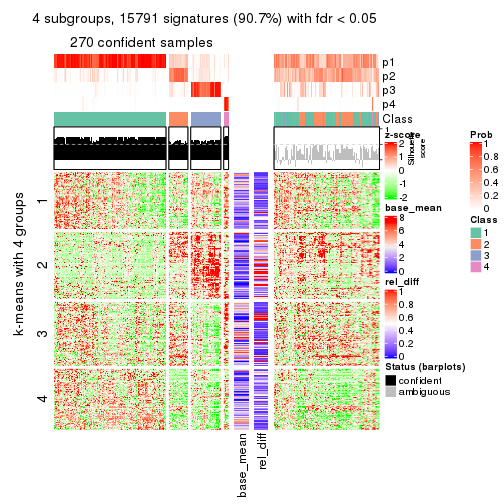 4 subgroups, 15791 signatures (90.7%) with fdr < 0.05
270 confident samples
p1
p2
p3
p4
Class
1
Silhouette
score
k-means with 4 groups
1
2
3
4
base_mean
rel_diff
z-score
2
1
0
-1
-2
base_mean
8
6
4
2
0
rel_diff
1
0.8
0.6
0.4
0.2
0
Status (barplots)
confident
ambiguous
Prob
1
0.8
0.6
0.4
0.2
0
Class
1
2
3
4